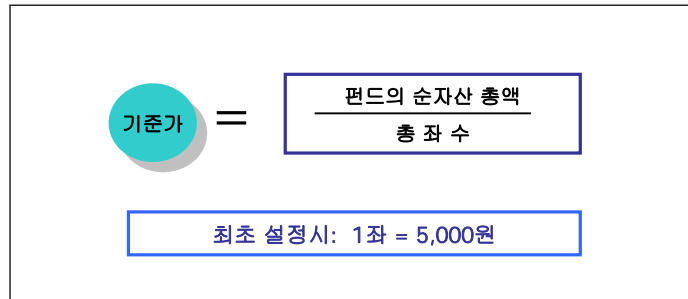 펀드의 순자산 총액
기준가 =
총 좌 수
최초 설정시: 1좌 = 5,000원